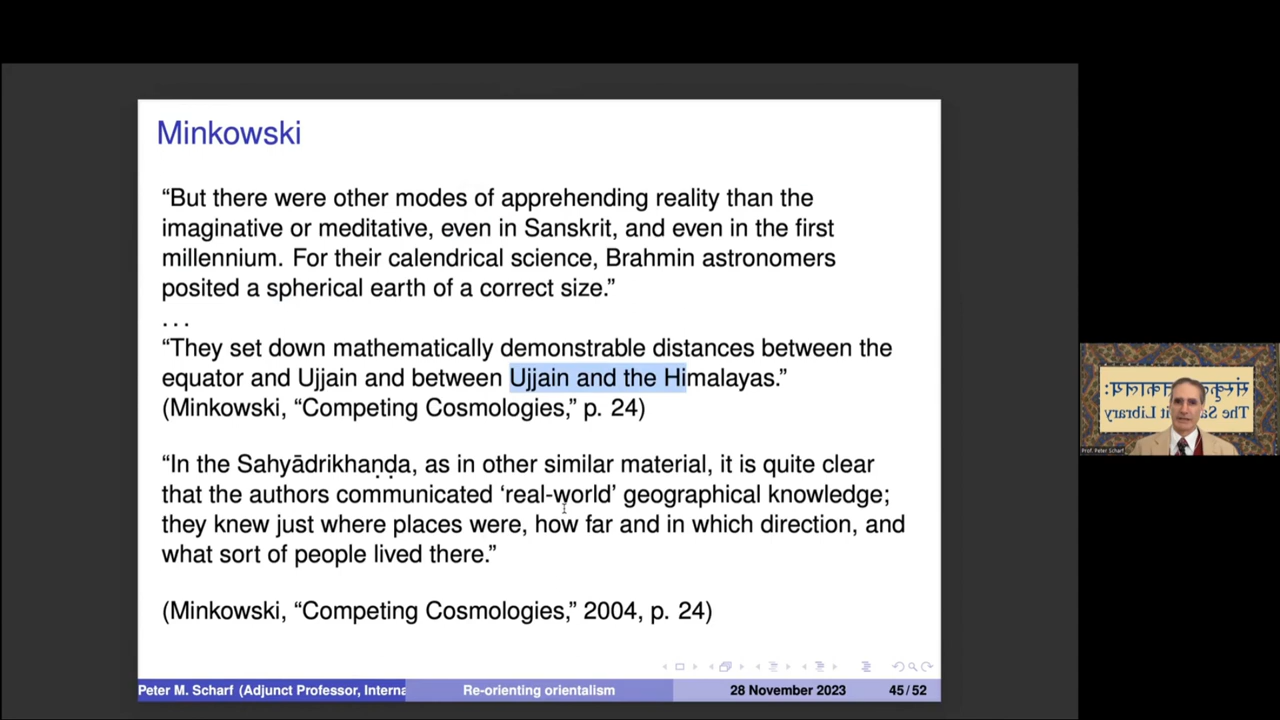 Minkowski
“But there were other modes of apprehending reality than the
imaginative or meditative, even in Sanskrit, and even in the first
millennium. For their calendrical science, Brahmin astronomers
posited a spherical earth of a correct size.”
. . .
“They set down mathematically demonstrable distances between the
equator and Ujjain and between Ujjain and the Himalayas.”
(Minkowski, “Competing Cosmologies,” p. 24)
“In the Sahyādrikhaṇḍa, as in other similar material, it is quite clear
that the authors communicated ‘real-world’ geographical knowledge;
they knew just where places were, how far and in which direction, and
what sort of people lived there.”
(Minkowski, “Competing Cosmologies,” 2004, p. 24)
Peter M. Scharf (Adjunct Professor, Interna
Re-orienting orientalism
28 November 2023
45 / 52
The Sa it Libra
Prof. Peter Scharf